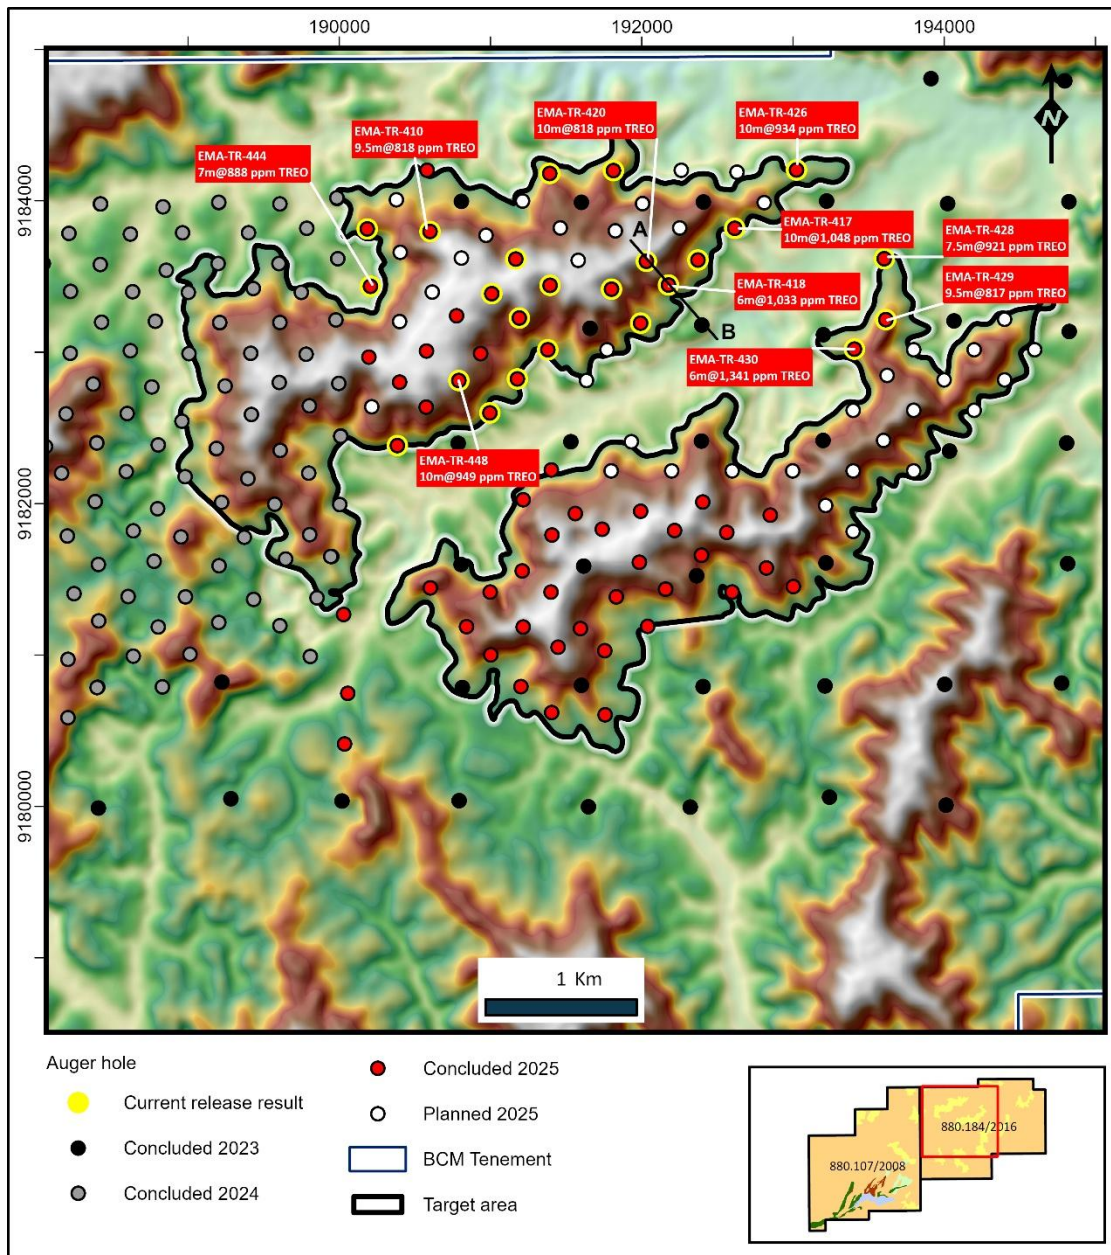 190000
192000
194000
EMA-TR-420
10m@818 ppm TREO
EMA-TR-426
10m@934 ppm TREO
EMA-TR-410
9.5m@818 ppm TREO
EMA-TR-444
7m@888 ppm TREO
N
9184000
A
EMA-TR-417
10m@1,048 ppm TREO
EMA-TR-428
7.5m@921 ppm TREO
EMA-TR-418
6m@1,033 ppm TREO
EMA-TR-429
9.5m@817 ppm TREO
B
EMA-TR-430
6m@1,341 ppm TREO
EMA-TR-448
10m@949 ppm TREO
9182000
9180000
1 Km
Auger hole
Current release result
Concluded 2023
Concluded 2024
Concluded 2025
Planned 2025
BCM Tenement
Target area
880.184/2016
880.107/2008